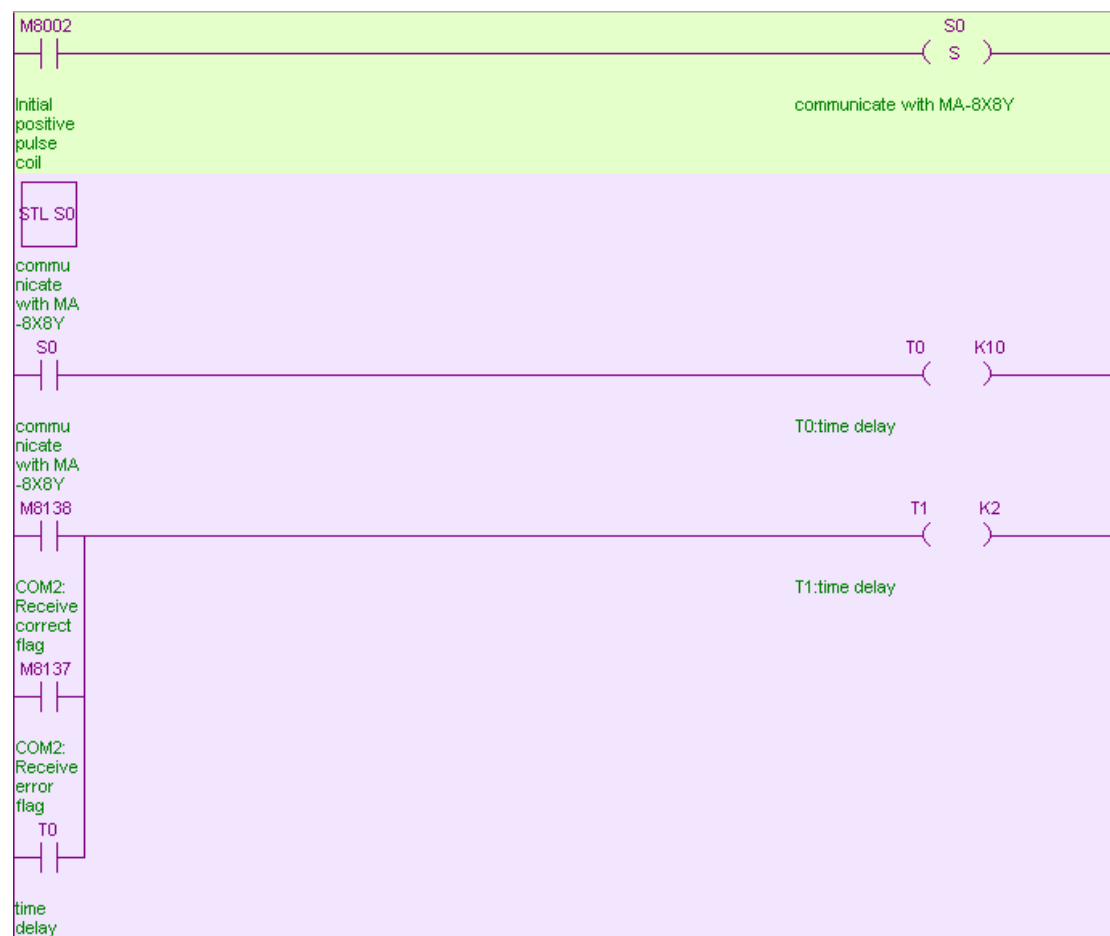 M8002
S0
S
Initial
positive
pulse
coil
communicate with MA-8X8Y
STL S0
commu
nicate
with MA
-8X8Y
S0
T0 K10
commu
nicate
with MA
-8X8Y
T0:time delay
M8138
T1 K2
COM2:
Receive
correct
flag
T1:time delay
M8137
COM2:
Receive
error
flag
T0
time
delay